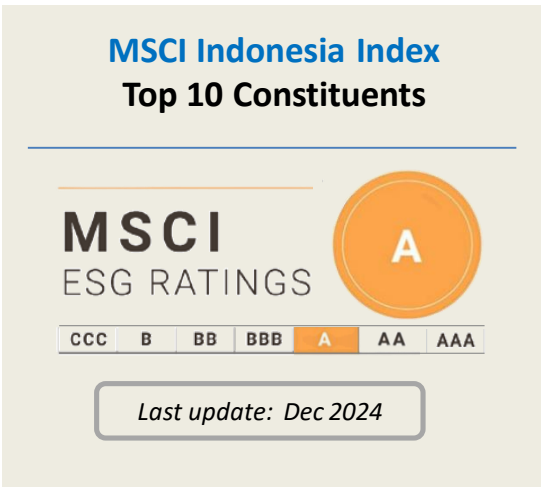 MSCI Indonesia Index
Top 10 Constituents
MSCI
ESG RATINGS
A
CCC B BB BBB A AA AAA
Last update: Dec 2024